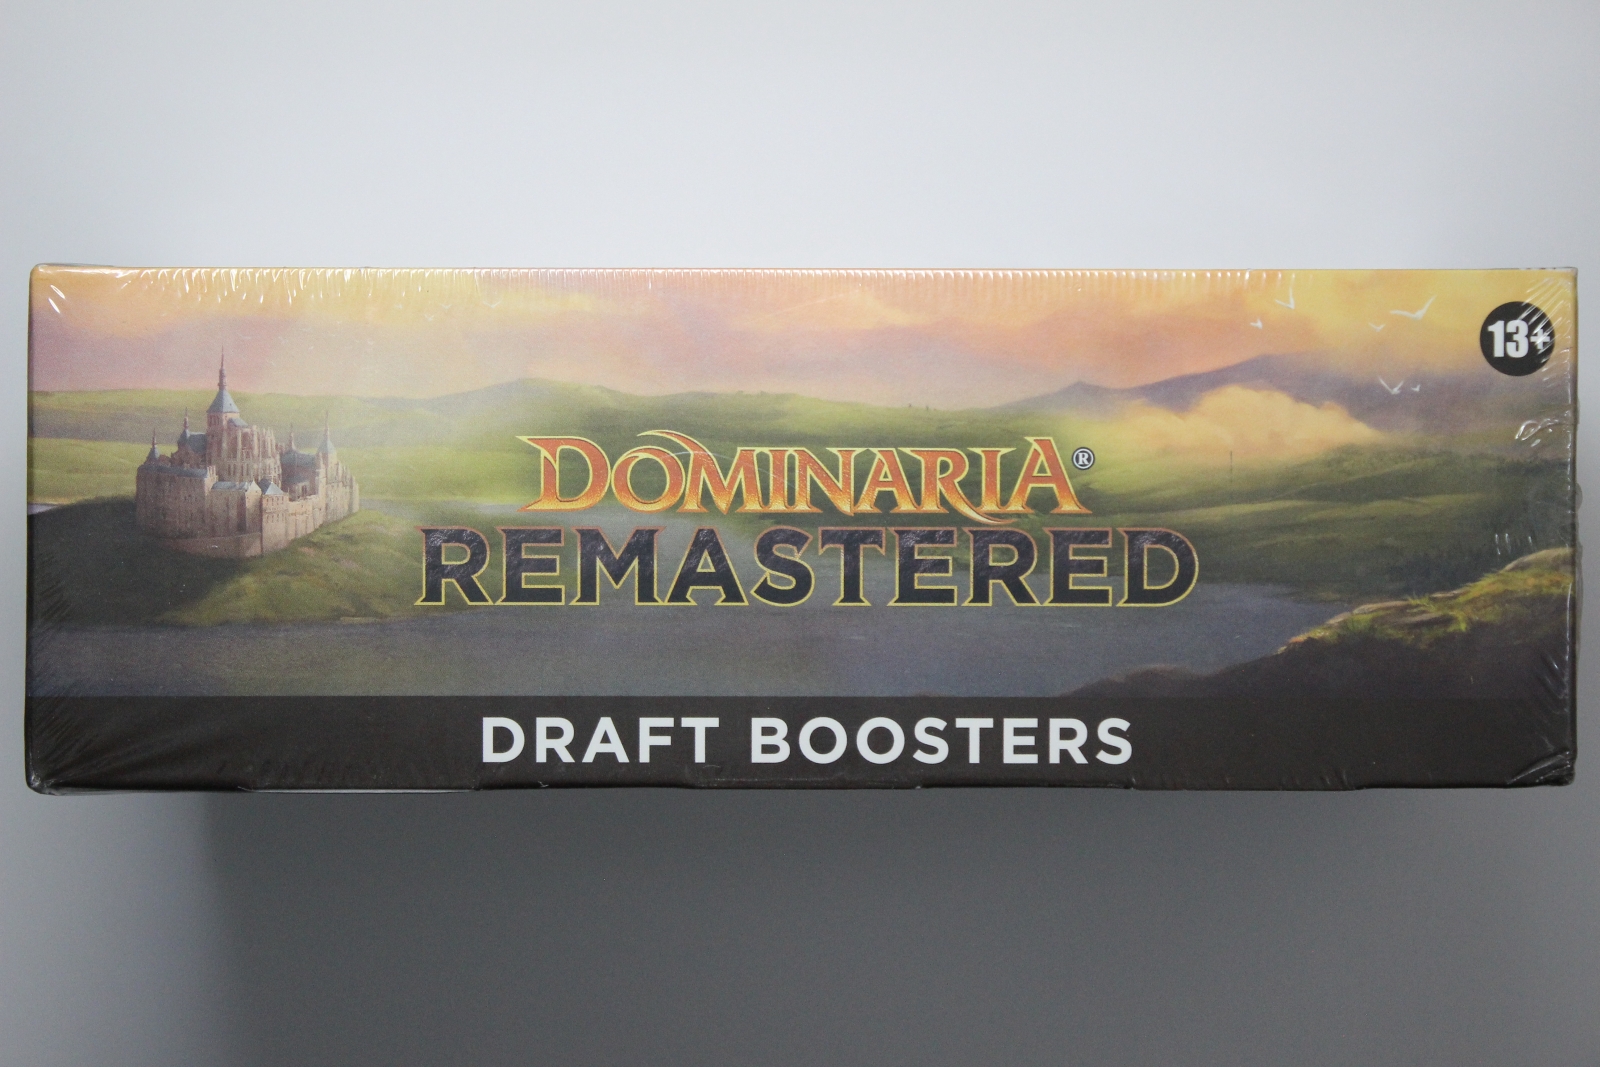 13+
DOMINARIA®
REMASTERED
DRAFT BOOSTERS